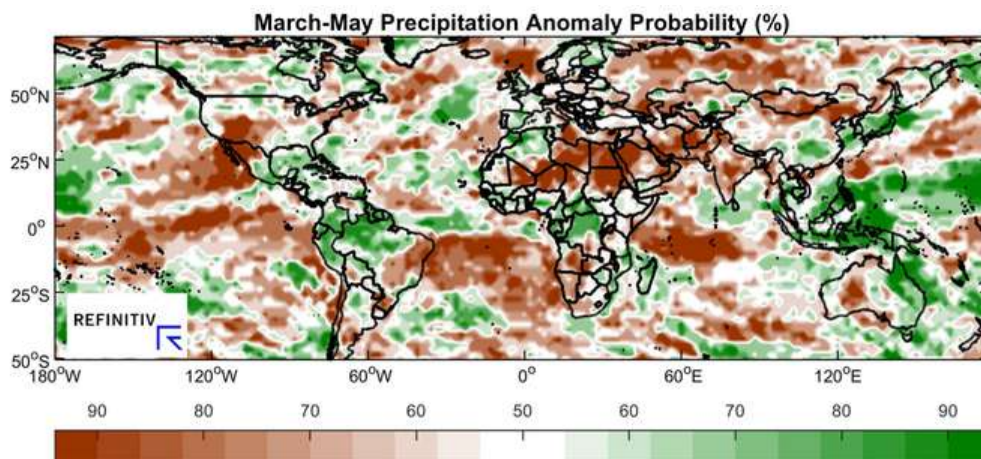 March-May Precipitation Anomaly Probability (%)
50°N
25°N
0°
25°S
50°S
REFINITIV
180°W 120°W 60°W 0° 60°E 120°E
90 80 70 60 50 60 70 80 90